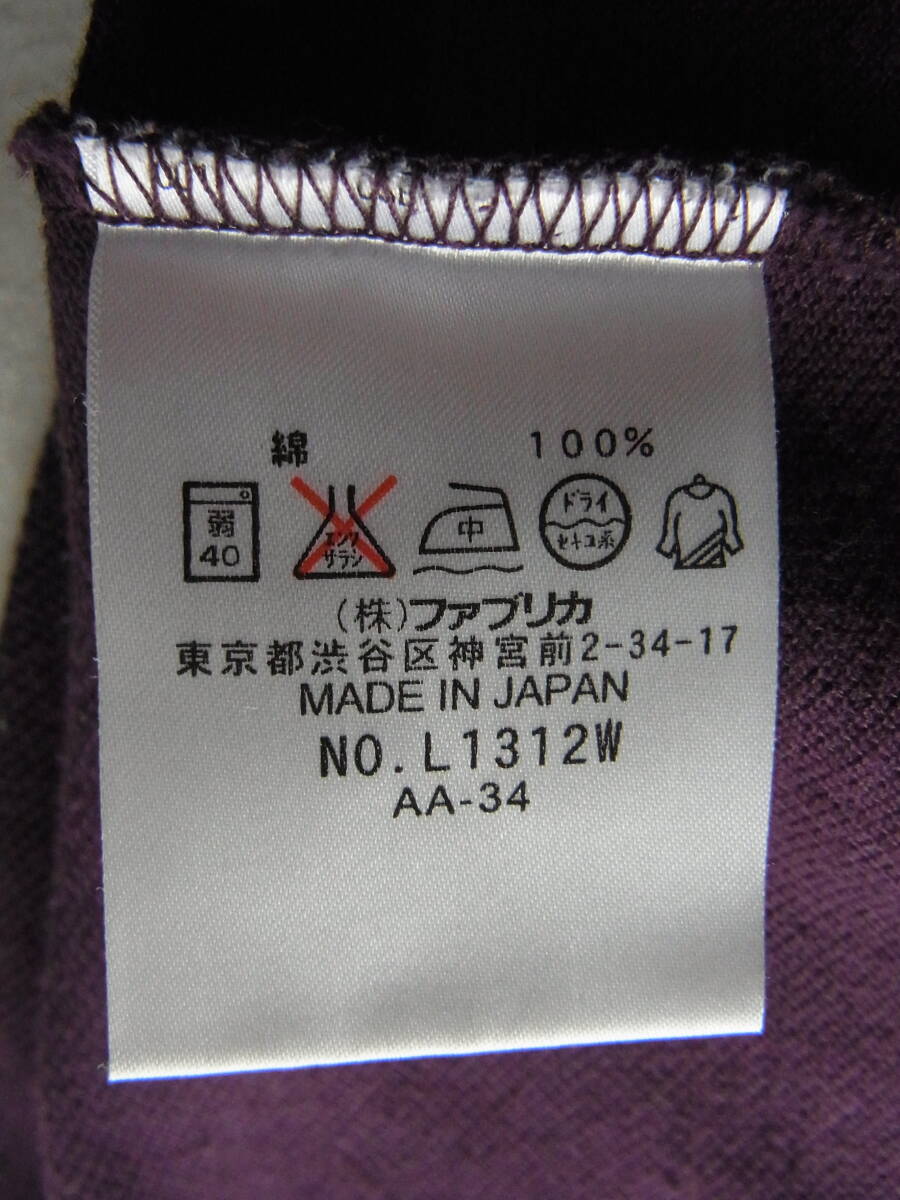 綿 100%
弱 エンソ 中 ドライ
40 サラシ セキユ系
(株)ファブリカ
東京都渋谷区神宮前2-34-17
MADE IN JAPAN
NO.L1312W
AA-34